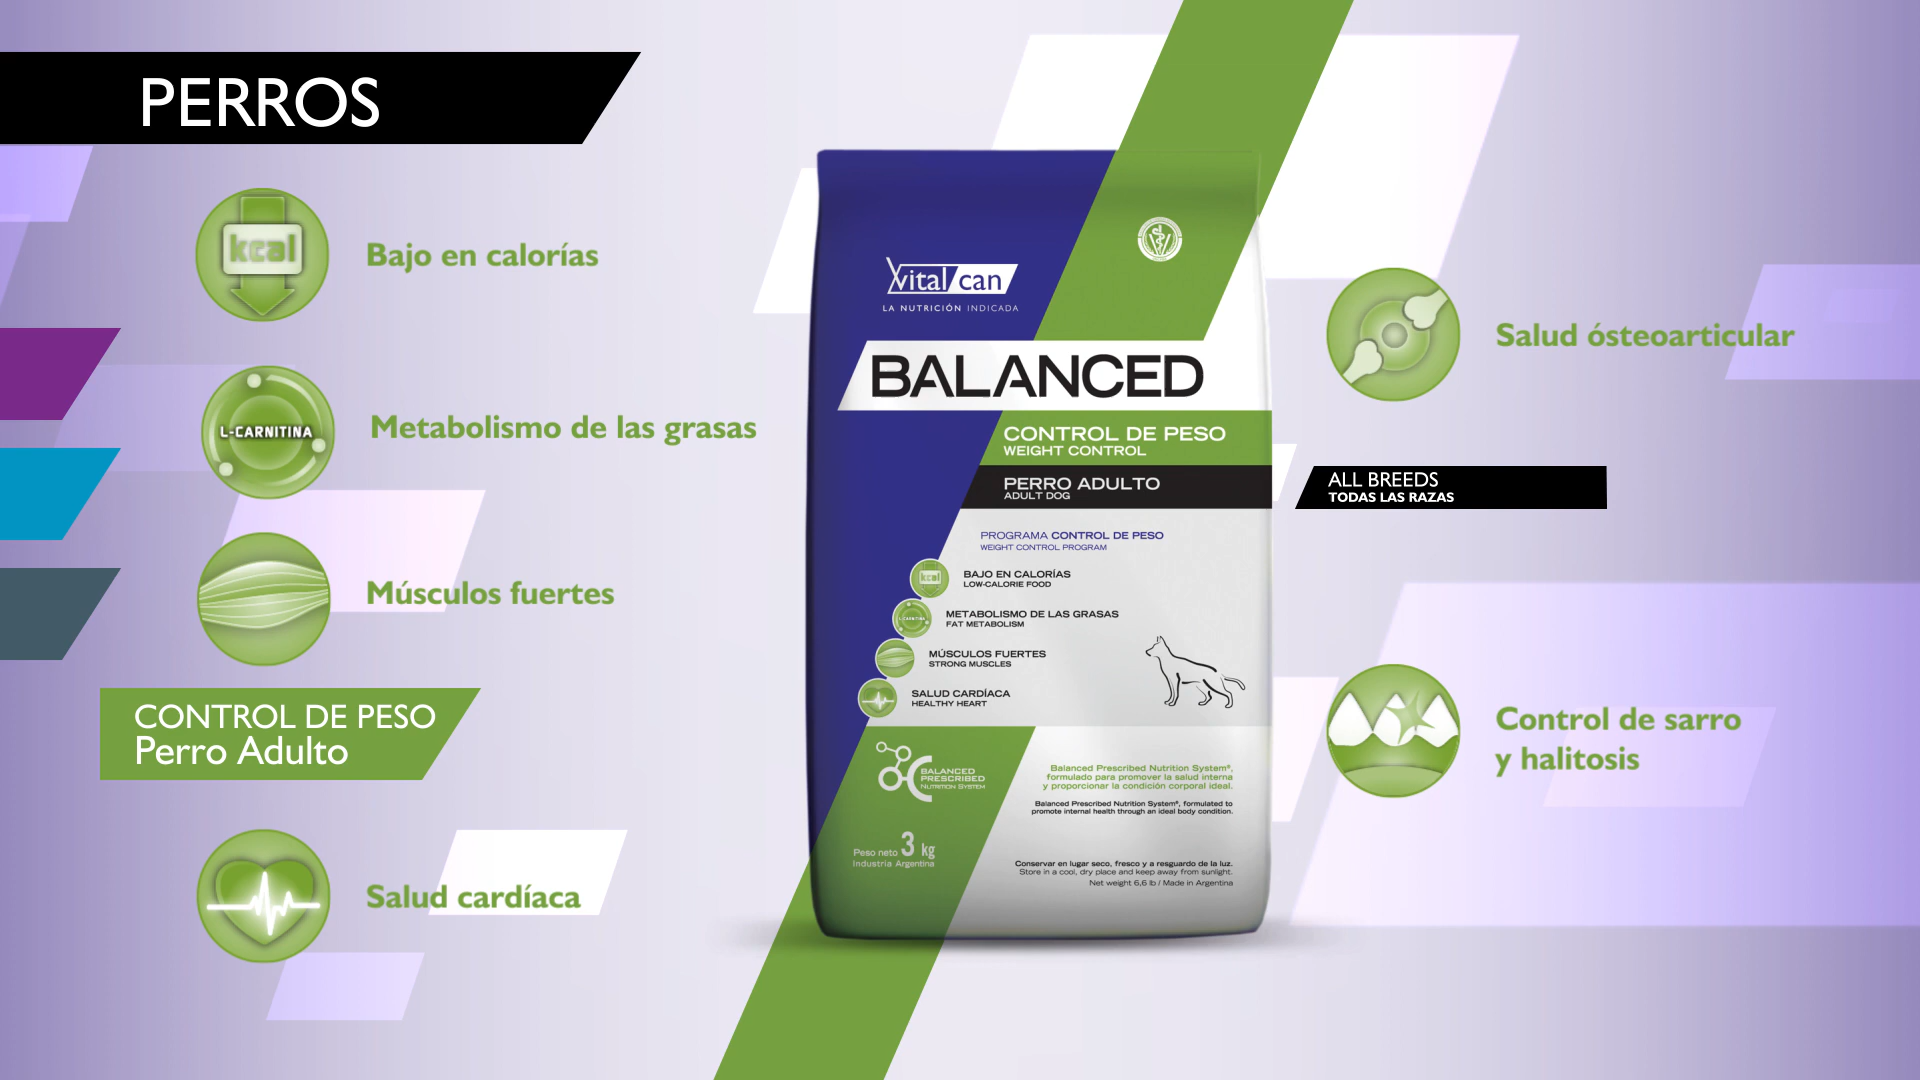 PERROS
kcal
Bajo en calorías
L-CARNITINA
Metabolismo de las grasas
Músculos fuertes
CONTROL DE PESO
Perro Adulto
Salud cardíaca
vital can
LA NUTRICIÓN INDICADA
BALANCED
CONTROL DE PESO
WEIGHT CONTROL
PERRO ADULTO
ADULT DOG
PROGRAMA CONTROL DE PESO
WEIGHT CONTROL PROGRAM
kcal
BAJO EN CALORÍAS
LOW-CALORIE FOOD
L-CARNITINA
METABOLISMO DE LAS GRASAS
FAT METABOLISM
MÚSCULOS FUERTES
STRONG MUSCLES
SALUD CARDÍACA
HEALTHY HEART
BALANCED
PRESCRIBED
NUTRITION SYSTEM
Balanced Prescribed Nutrition System®,
formulado para promover la salud interna
y proporcionar la condición corporal ideal.
Balanced Prescribed Nutrition System®, formulated to
promote internal health through an ideal body condition.
Peso neto 3 kg
Industria Argentina
Conservar en lugar seco, fresco y a resguardo de la luz.
Store in a cool, dry place and keep away from sunlight.
Net weight 6,6 lb / Made in Argentina
Salud ósteoarticular
ALL BREEDS
TODAS LAS RAZAS
Control de sarro
y halitosis